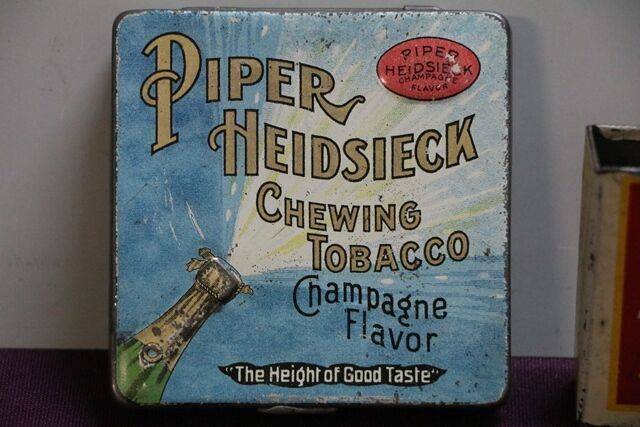 PIPER
HEIDSIECK
CHAMPAGNE
FLAVOR
PIPER
HEIDSIECK
CHEWING
TOBACCO
Champagne
Flavor
"The Height of Good Taste"